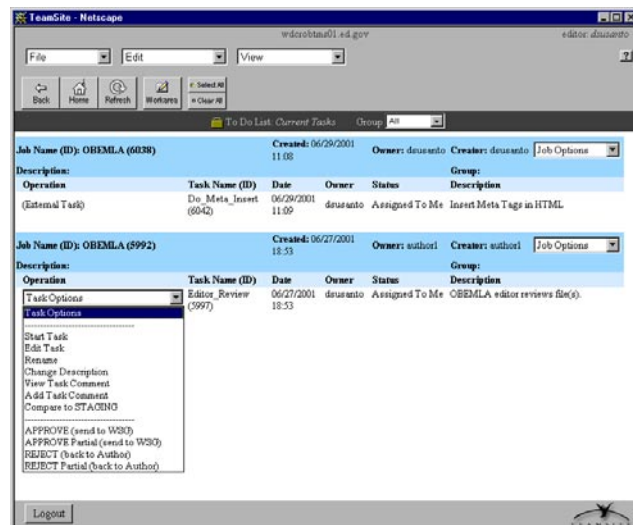 TeamSite - Netscape
wdcrobtms01.ed.gov editor: dsusanto
File Edit View ?
Back Home Refresh Workarea Select All
Clear All
To Do List: Current Tasks Group All
Job Name (ID): OBEMLA (6038) Created: 06/29/2001 11:08 Owner: dsusanto Creator: dsusanto Job Options
Description: Group:
Operation Task Name (ID) Date Owner Status Description
(External Task) Do_Meta_Insert (6042) 06/29/2001 11:09 dsusanto Assigned To Me Insert Meta Tags in HTML
Job Name (ID): OBEMLA (5992) Created: 06/27/2001 18:53 Owner: author1 Creator: author1 Job Options
Description: Group:
Operation Task Name (ID) Date Owner Status Description
Task Options Editor_Review (5997) 06/27/2001 18:53 dsusanto Assigned To Me OBEMLA editor reviews file(s).
Task Options
--------------------------------
Start Task
Edit Task
Rename
Change Description
View Task Comment
Add Task Comment
Compare to STAGING
--------------------------------
APPROVE (send to WSG)
APPROVE Partial (send to WSG)
REJECT (back to Author)
REJECT Partial (back to Author)
Logout